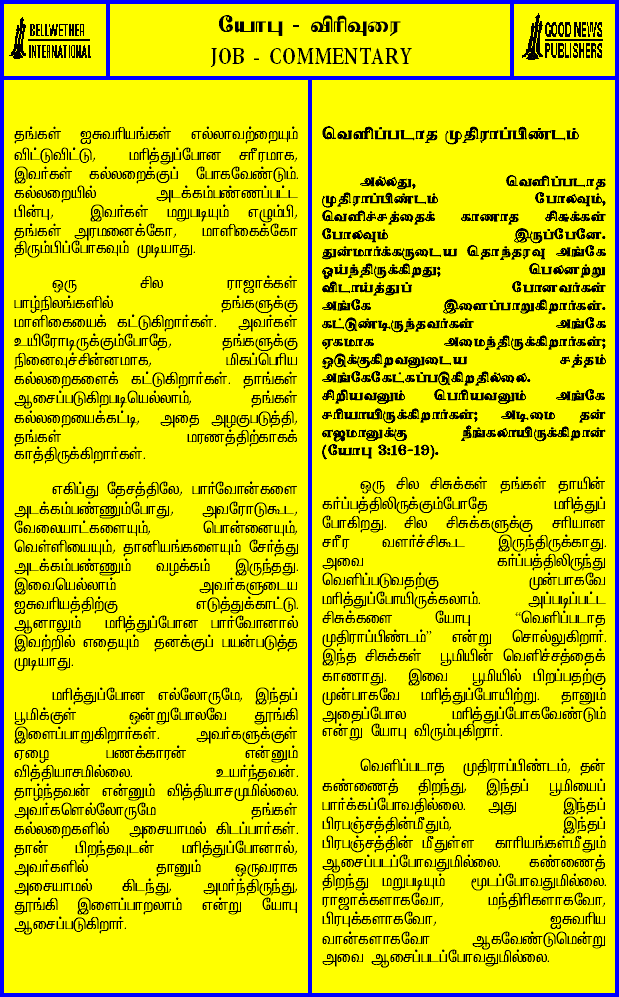 BELLWETHER
INTERNATIONAL
யோபு - விரிவுரை
JOB - COMMENTARY
GOOD NEWS
PUBLISHERS
தங்கள் ஐசுவரியங்கள் எல்லாவற்றையும்
விட்டுவிட்டு, மரித்துப்போன சரீரமாக,
இவர்கள் கல்லறைக்குப் போகவேண்டும்.
கல்லறையில் அடக்கம்பண்ணப்பட்ட
பின்பு, இவர்கள் மறுபடியும் எழும்பி,
தங்கள் அரமனைக்கோ, மாளிகைக்கோ
திரும்பிப்போகவும் முடியாது.
ஒரு சில ராஜாக்கள்
பாழ்நிலங்களில் தங்களுக்கு
மாளிகையைக் கட்டுகிறார்கள். அவர்கள்
உயிரோடிருக்கும்போதே, தங்களுக்கு
நினைவுச்சின்னமாக, மிகப்பெரிய
கல்லறைகளைக் கட்டுகிறார்கள். தாங்கள்
ஆசைப்படுகிறபடியெல்லாம், தங்கள்
கல்லறையைக்கட்டி, அதை அழகுபடுத்தி,
தங்கள் மரணத்திற்காகக்
காத்திருக்கிறார்கள்.
எகிப்து தேசத்திலே, பார்வோன்களை
அடக்கம்பண்ணும்போது, அவரோடுகூட,
வேலையாட்களையும், பொன்னையும்,
வெள்ளியையும், தானியங்களையும் சேர்த்து
அடக்கம்பண்ணும் வழக்கம் இருந்தது.
இவையெல்லாம் அவர்களுடைய
ஐசுவரியத்திற்கு எடுத்துக்காட்டு.
ஆனாலும் மரித்துப்போன பார்வோனால்
இவற்றில் எதையும் தனக்குப் பயன்படுத்த
முடியாது.
மரித்துப்போன எல்லோருமே, இந்தப்
பூமிக்குள் ஒன்றுபோலவே தூங்கி
இளைப்பாறுகிறார்கள். அவர்களுக்குள்
ஏழை பணக்காரன் என்னும்
வித்தியாசமில்லை. உயர்ந்தவன்.
தாழ்ந்தவன் என்னும் வித்தியாசமுமில்லை.
அவர்களெல்லோருமே தங்கள்
கல்லறைகளில் அசையாமல் கிடப்பார்கள்.
தான் பிறந்தவுடன் மரித்துப்போனால்,
அவர்களில் தானும் ஒருவராக
அசையாமல் கிடந்து, அமர்ந்திருந்து,
தூங்கி இளைப்பாறலாம் என்று யோபு
ஆசைப்படுகிறார்.
வெளிப்படாத முதிராப்பிண்டம்
அல்லது, வெளிப்படாத
முதிராப்பிண்டம் போலவும்,
வெளிச்சத்தைக் காணாத சிசுக்கள்
போலவும் இருப்பேனே.
துன்மார்க்கருடைய தொந்தரவு அங்கே
ஓய்ந்திருக்கிறது; பெலனற்று
விடாய்த்துப் போனவர்கள்
அங்கே இளைப்பாறுகிறார்கள்.
கட்டுண்டிருந்தவர்கள் அங்கே
ஏகமாக அமைந்திருக்கிறார்கள்;
ஒடுக்குகிறவனுடைய சத்தம்
அங்கேகேட்கப்படுகிறதில்லை.
சிறியவனும் பெரியவனும் அங்கே
சரியாயிருக்கிறார்கள்; அடிமை தன்
எஜமானுக்கு நீங்கலாயிருக்கிறான்
(யோபு 3:16-19).
ஒரு சில சிசுக்கள் தங்கள் தாயின்
கர்ப்பத்திலிருக்கும்போதே மரித்துப்
போகிறது. சில சிசுக்களுக்கு சரியான
சரீர வளர்ச்சிகூட இருந்திருக்காது.
அவை கர்ப்பத்திலிருந்து
வெளிப்படுவதற்கு முன்பாகவே
மரித்துப்போயிருக்கலாம். அப்படிப்பட்ட
சிசுக்களை யோபு “வெளிப்படாத
முதிராப்பிண்டம்” என்று சொல்லுகிறார்.
இந்த சிசுக்கள் பூமியின் வெளிச்சத்தைக்
காணாது. இவை பூமியில் பிறப்பதற்கு
முன்பாகவே மரித்துப்போயிற்று. தானும்
அதைப்போல மரித்துப்போகவேண்டும்
என்று யோபு விரும்புகிறார்.
வெளிப்படாத முதிராப்பிண்டம், தன்
கண்ணைத் திறந்து, இந்தப் பூமியைப்
பார்க்கப்போவதில்லை. அது இந்தப்
பிரபஞ்சத்தின்மீதும், இந்தப்
பிரபஞ்சத்தின் மீதுள்ள காரியங்கள்மீதும்
ஆசைப்படப்போவதுமில்லை. கண்ணைத்
திறந்து மறுபடியும் மூடப்போவதுமில்லை.
ராஜாக்களாகவோ, மந்திரிகளாகவோ,
பிரபுக்களாகவோ, ஐசுவரிய
வான்களாகவோ ஆகவேண்டுமென்று
அவை ஆசைப்படப்போவதுமில்லை.